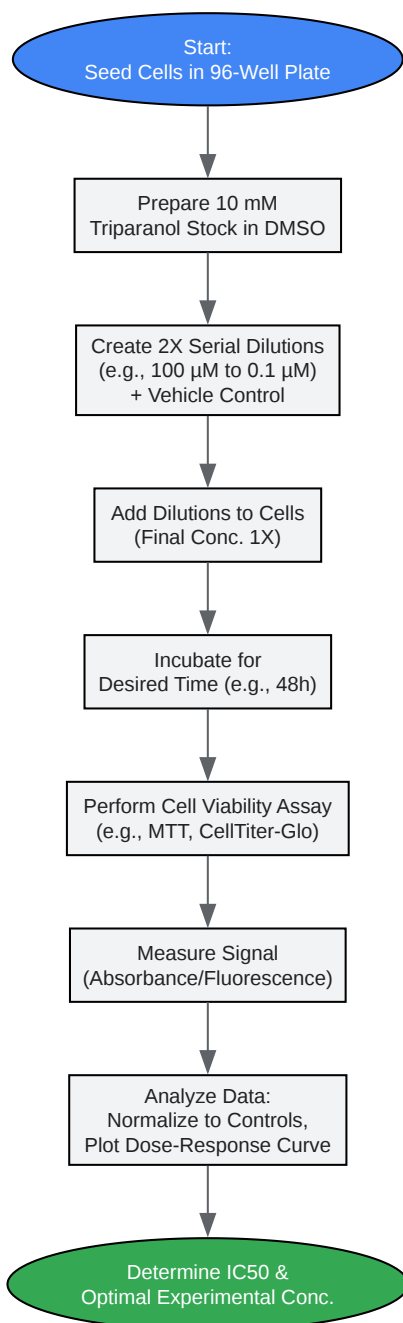 Start:
Seed Cells in 96-Well Plate
Prepare 10 mM
Triparanol Stock in DMSO
Create 2X Serial Dilutions
(e.g., 100 µM to 0.1 µM)
+ Vehicle Control
Add Dilutions to Cells
(Final Conc. 1X)
Incubate for
Desired Time (e.g., 48h)
Perform Cell Viability Assay
(e.g., MTT, CellTiter-Glo)
Measure Signal
(Absorbance/Fluorescence)
Analyze Data:
Normalize to Controls,
Plot Dose-Response Curve
Determine IC50 &
Optimal Experimental Conc.